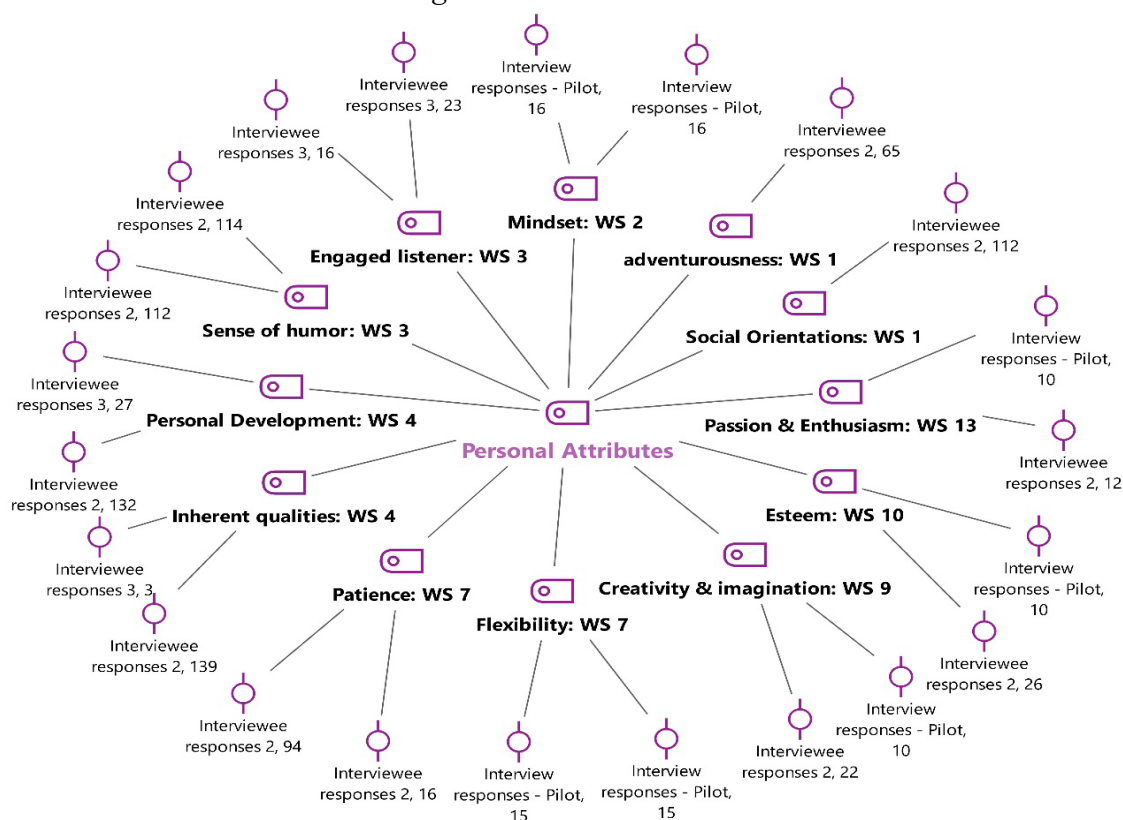 Interview
responses - Pilot,
16
Interview
responses - Pilot,
16
Interviewee
responses 3, 23
Interviewee
responses 3, 16
Interviewee
responses 2, 65
Interviewee
responses 2, 114
Interviewee
responses 2, 112
Mindset: WS 2
Engaged listener: WS 3
adventurousness: WS 1
Interviewee
responses 2, 112
Sense of humor: WS 3
Social Orientations: WS 1
Interview
responses - Pilot,
10
Interviewee
responses 3, 27
Personal Development: WS 4
Passion & Enthusiasm: WS 13
Personal Attributes
Interviewee
responses 2, 12
Interviewee
responses 2, 132
Inherent qualities: WS 4
Esteem: WS 10
Interviewee
responses 3, 3
Interview
responses - Pilot,
10
Patience: WS 7
Creativity & imagination: WS 9
Flexibility: WS 7
Interviewee
responses 2, 139
Interviewee
responses 2, 26
Interviewee
responses 2, 94
Interview
responses - Pilot,
10
Interviewee
responses 2, 22
Interviewee
responses 2, 16
Interview
responses - Pilot,
15
Interview
responses - Pilot,
15